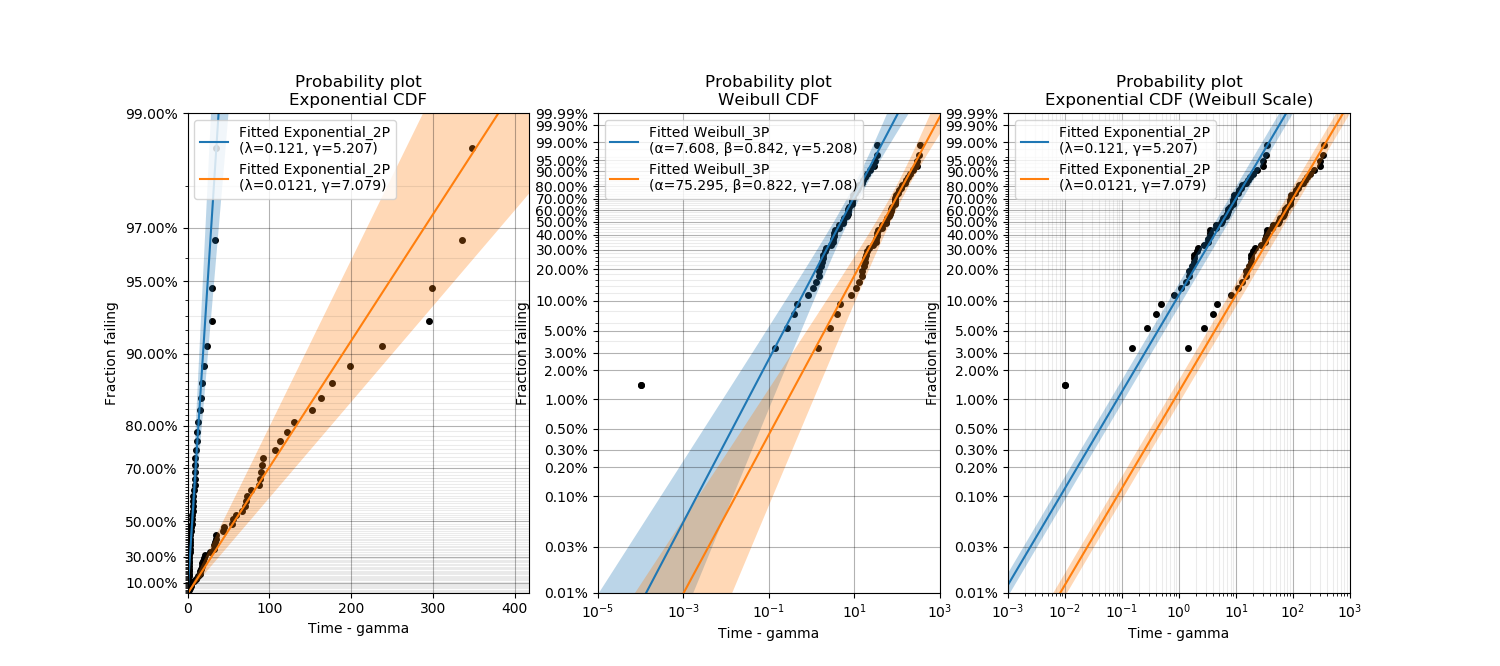 Probability plot
Exponential CDF
99.00%
97.00%
95.00%
90.00%
80.00%
70.00%
50.00%
30.00%
10.00%
Fraction failing
Fitted Exponential_2P
(λ=0.121, γ=5.207)
Fitted Exponential_2P
(λ=0.0121, γ=7.079)
0 100 200 300 400
Time - gamma
Probability plot
Weibull CDF
99.99%
99.90%
99.00%
95.00%
90.00%
80.00%
70.00%
60.00%
50.00%
40.00%
30.00%
20.00%
10.00%
5.00%
3.00%
2.00%
1.00%
0.50%
0.30%
0.20%
0.10%
0.03%
0.01%
Fraction failing
Fitted Weibull_3P
(α=7.608, β=0.842, γ=5.208)
Fitted Weibull_3P
(α=75.295, β=0.822, γ=7.08)
10⁻⁵ 10⁻³ 10⁻¹ 10¹ 10³
Time - gamma
Probability plot
Exponential CDF (Weibull Scale)
99.99%
99.90%
99.00%
95.00%
90.00%
80.00%
70.00%
60.00%
50.00%
40.00%
30.00%
20.00%
10.00%
5.00%
3.00%
2.00%
1.00%
0.50%
0.30%
0.20%
0.10%
0.03%
0.01%
Fraction failing
Fitted Exponential_2P
(λ=0.121, γ=5.207)
Fitted Exponential_2P
(λ=0.0121, γ=7.079)
10⁻³ 10⁻² 10⁻¹ 10⁰ 10¹ 10² 10³
Time - gamma